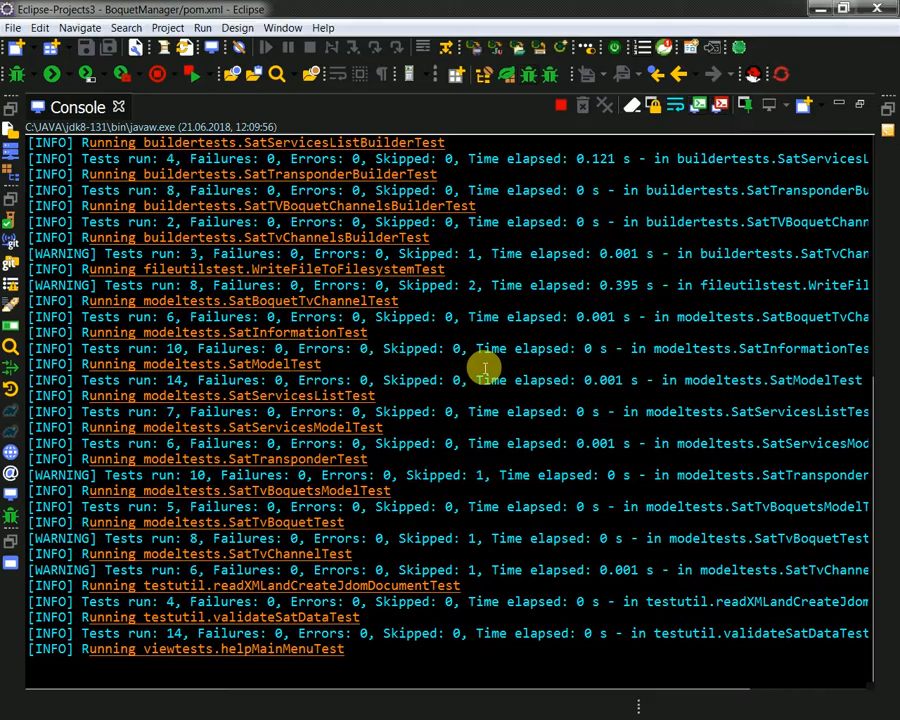 Eclipse-Projects3 - BoquetManager/pom.xml - Eclipse
File Edit Navigate Search Project Run Design Window Help
Console
C:\JAVA\jdk8-131\bin\javaw.exe (21.06.2018, 12:09:56)
[INFO] Running buildertests.SatServicesListBuilderTest
[INFO] Tests run: 4, Failures: 0, Errors: 0, Skipped: 0, Time elapsed: 0.121 s - in buildertests.SatServicesL
[INFO] Running buildertests.SatTransponderBuilderTest
[INFO] Tests run: 8, Failures: 0, Errors: 0, Skipped: 0, Time elapsed: 0 s - in buildertests.SatTransponderBu
[INFO] Running buildertests.SatTVBoquetChannelsBuilderTest
[INFO] Tests run: 2, Failures: 0, Errors: 0, Skipped: 0, Time elapsed: 0 s - in buildertests.SatTVBoquetChann
[INFO] Running buildertests.SatTvChannelsBuilderTest
[WARNING] Tests run: 3, Failures: 0, Errors: 0, Skipped: 1, Time elapsed: 0.001 s - in buildertests.SatTvChan
[INFO] Running fileutilstest.WriteFileToFilesystemTest
[WARNING] Tests run: 8, Failures: 0, Errors: 0, Skipped: 2, Time elapsed: 0.395 s - in fileutilstest.WriteFil
[INFO] Running modeltests.SatBoquetTvChannelTest
[INFO] Tests run: 6, Failures: 0, Errors: 0, Skipped: 0, Time elapsed: 0.001 s - in modeltests.SatBoquetTvCha
[INFO] Running modeltests.SatInformationTest
[INFO] Tests run: 10, Failures: 0, Errors: 0, Skipped: 0, Time elapsed: 0 s - in modeltests.SatInformationTes
[INFO] Running modeltests.SatModelTest
[INFO] Tests run: 14, Failures: 0, Errors: 0, Skipped: 0, Time elapsed: 0.001 s - in modeltests.SatModelTest
[INFO] Running modeltests.SatServicesListTest
[INFO] Tests run: 7, Failures: 0, Errors: 0, Skipped: 0, Time elapsed: 0 s - in modeltests.SatServicesListTes
[INFO] Running modeltests.SatServicesModelTest
[INFO] Tests run: 6, Failures: 0, Errors: 0, Skipped: 0, Time elapsed: 0.001 s - in modeltests.SatServicesMod
[INFO] Running modeltests.SatTransponderTest
[WARNING] Tests run: 10, Failures: 0, Errors: 0, Skipped: 1, Time elapsed: 0 s - in modeltests.SatTransponder
[INFO] Running modeltests.SatTvBoquetsModelTest
[INFO] Tests run: 5, Failures: 0, Errors: 0, Skipped: 0, Time elapsed: 0 s - in modeltests.SatTvBoquetsModelT
[INFO] Running modeltests.SatTvBoquetTest
[WARNING] Tests run: 8, Failures: 0, Errors: 0, Skipped: 1, Time elapsed: 0 s - in modeltests.SatTvBoquetTest
[INFO] Running modeltests.SatTvChannelTest
[WARNING] Tests run: 6, Failures: 0, Errors: 0, Skipped: 1, Time elapsed: 0.001 s - in modeltests.SatTvChanne
[INFO] Running testutil.readXMLandCreateJdomDocumentTest
[INFO] Tests run: 4, Failures: 0, Errors: 0, Skipped: 0, Time elapsed: 0 s - in testutil.readXMLandCreateJdom
[INFO] Running testutil.validateSatDataTest
[INFO] Tests run: 14, Failures: 0, Errors: 0, Skipped: 0, Time elapsed: 0 s - in testutil.validateSatDataTest
[INFO] Running viewtests.helpMainMenuTest